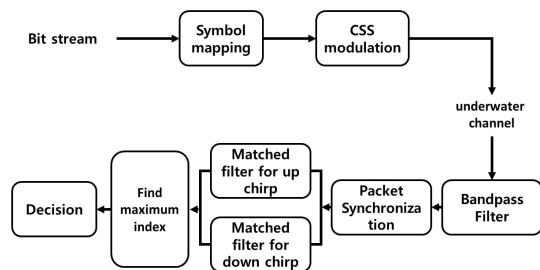 Bit stream
Symbol
mapping
CSS
modulation
underwater
channel
Bandpass
Filter
Packet
Synchroniza
tion
Matched
filter for up
chirp
Matched
filter for
down chirp
Find
maximum
index
Decision